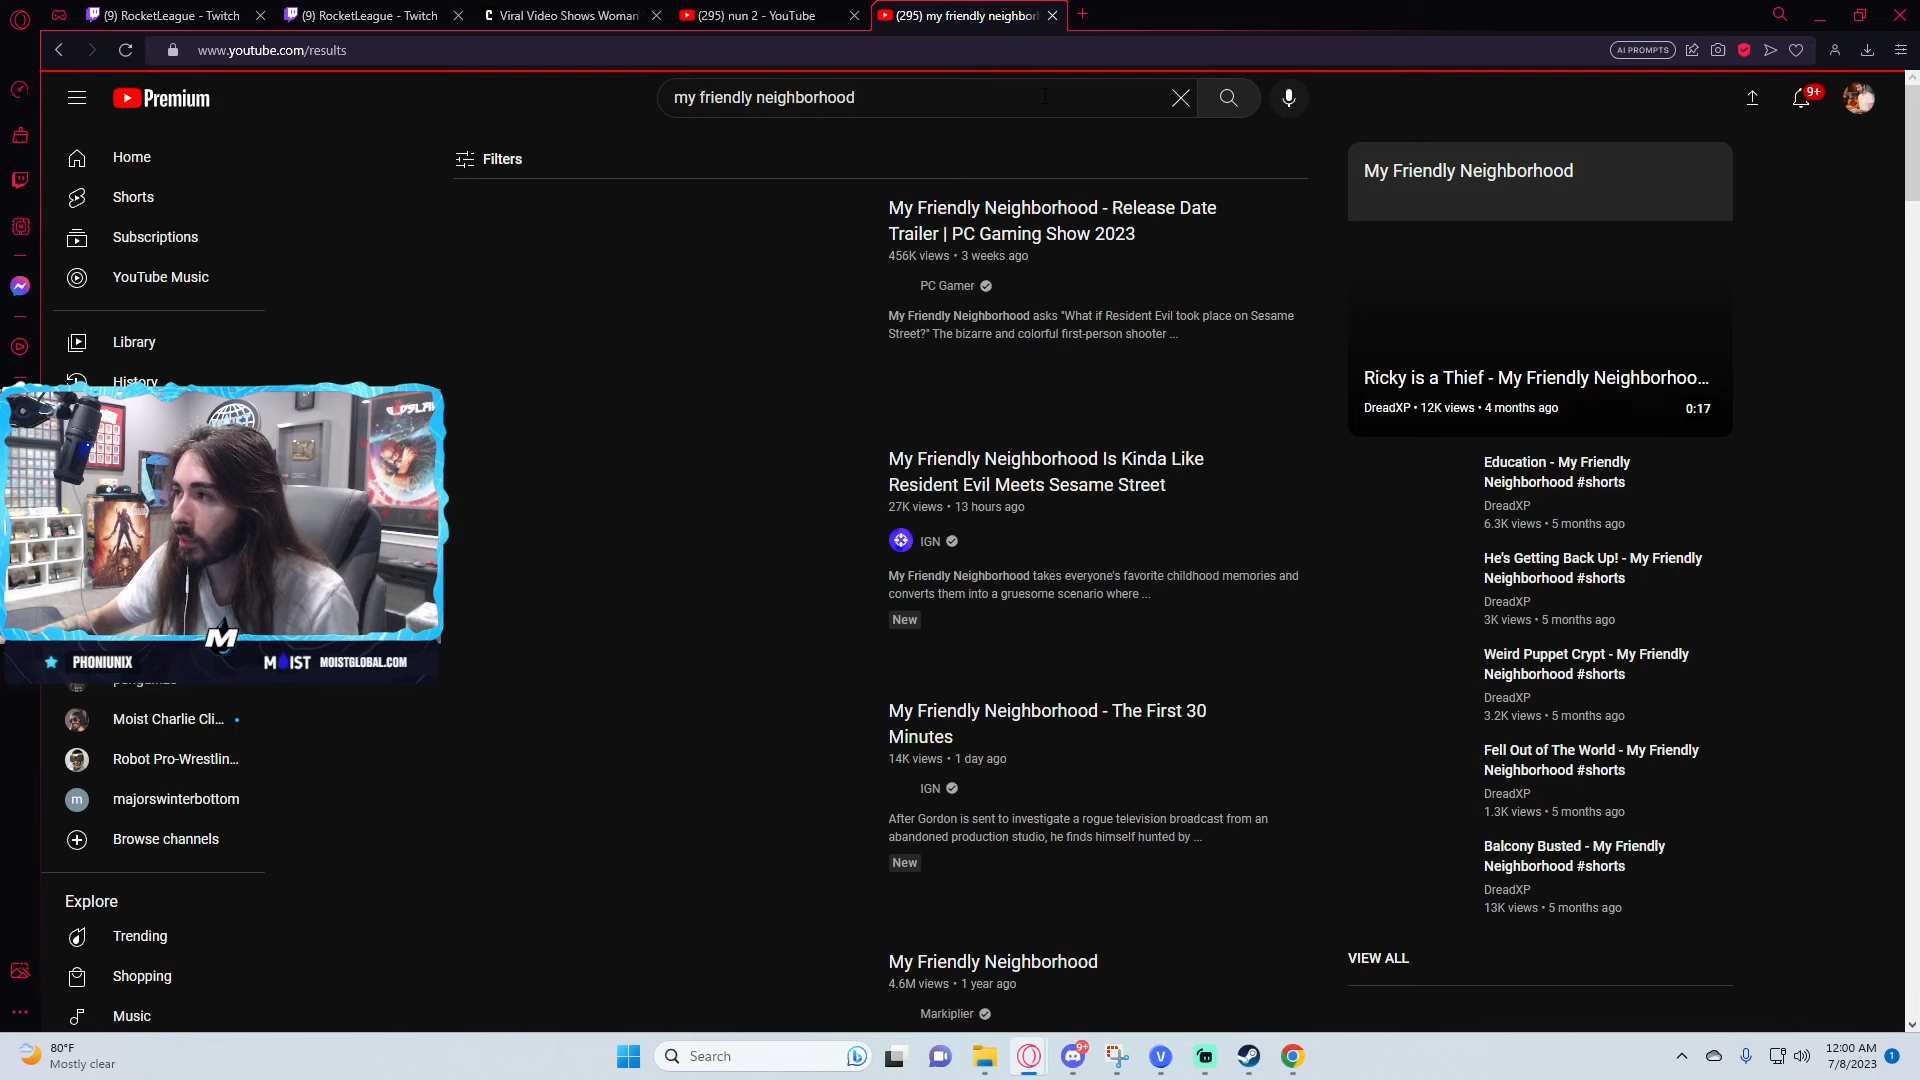 (9) RocketLeague - Twitch
(9) RocketLeague - Twitch
Viral Video Shows Woman
(295) nun 2 - YouTube
(295) my friendly neighbor
www.youtube.com/results
AI PROMPTS
Premium
my friendly neighborhood
9+
Home
Shorts
Subscriptions
YouTube Music
Library
History
PHONIUNIX
MOIST
MOISTGLOBAL.COM
Moist Charlie Cli...
Robot Pro-Wrestlin...
m
majorswinterbottom
Browse channels
Explore
Trending
Shopping
Music
Filters
My Friendly Neighborhood - Release Date
Trailer | PC Gaming Show 2023
456K views • 3 weeks ago
PC Gamer
My Friendly Neighborhood asks "What if Resident Evil took place on Sesame
Street?" The bizarre and colorful first-person shooter ...
My Friendly Neighborhood Is Kinda Like
Resident Evil Meets Sesame Street
27K views • 13 hours ago
IGN
My Friendly Neighborhood takes everyone's favorite childhood memories and
converts them into a gruesome scenario where ...
New
My Friendly Neighborhood - The First 30
Minutes
14K views • 1 day ago
IGN
After Gordon is sent to investigate a rogue television broadcast from an
abandoned production studio, he finds himself hunted by ...
New
My Friendly Neighborhood
4.6M views • 1 year ago
Markiplier
My Friendly Neighborhood
Ricky is a Thief - My Friendly Neighborhoo...
DreadXP • 12K views • 4 months ago
0:17
Education - My Friendly
Neighborhood #shorts
DreadXP
6.3K views • 5 months ago
He's Getting Back Up! - My Friendly
Neighborhood #shorts
DreadXP
3K views • 5 months ago
Weird Puppet Crypt - My Friendly
Neighborhood #shorts
DreadXP
3.2K views • 5 months ago
Fell Out of The World - My Friendly
Neighborhood #shorts
DreadXP
1.3K views • 5 months ago
Balcony Busted - My Friendly
Neighborhood #shorts
DreadXP
13K views • 5 months ago
VIEW ALL
80°F
Mostly clear
Search
9+
12:00 AM
7/8/2023
1